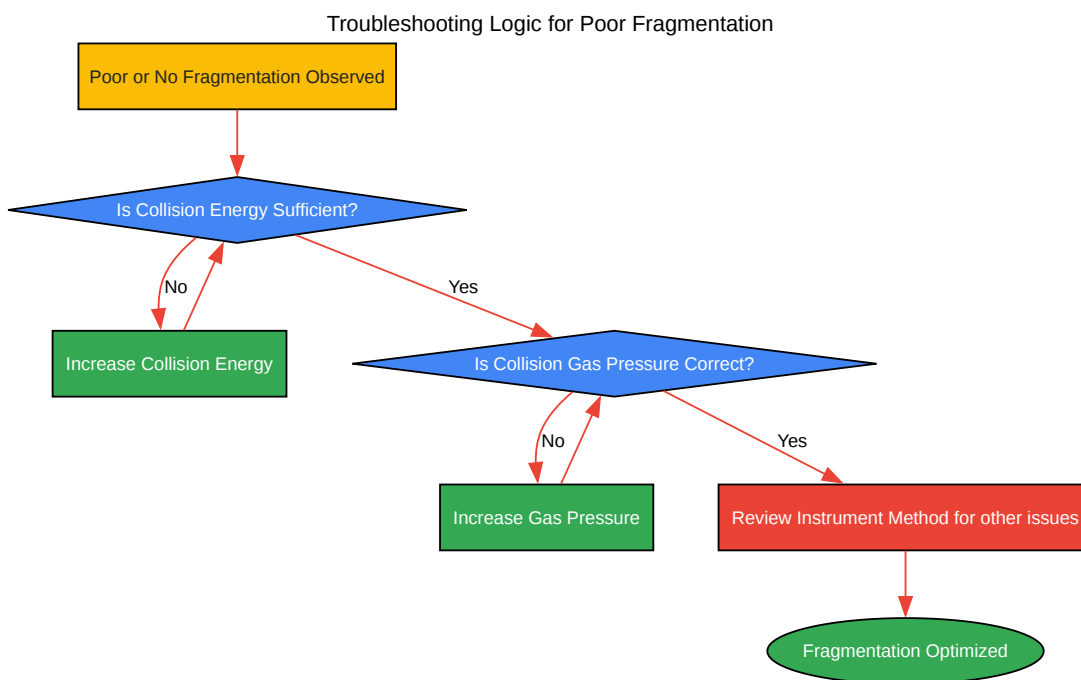 Troubleshooting Logic for Poor Fragmentation
Poor or No Fragmentation Observed
Is Collision Energy Sufficient?
No
Yes
Increase Collision Energy
Is Collision Gas Pressure Correct?
No
Yes
Increase Gas Pressure
Review Instrument Method for other issues
Fragmentation Optimized